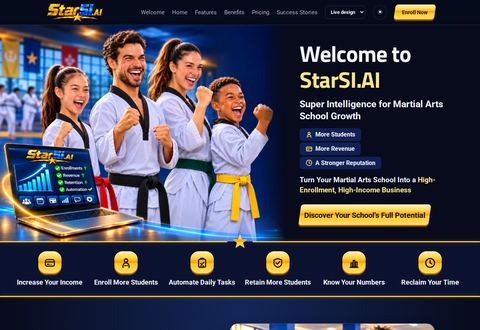 StarSI.AI
Welcome Home Features Benefits Pricing Success Stories Live design Enroll Now
Welcome to
StarSI.AI
Super Intelligence for Martial Arts
School Growth
More Students
More Revenue
A Stronger Reputation
Turn Your Martial Arts School Into a High-
Enrollment, High-Income Business
Discover Your School's Full Potential
StarSI.AI
Enrollments
Revenue
Retention
Automation
Increase Your Income
Enroll More Students
Automate Daily Tasks
Retain More Students
Know Your Numbers
Reclaim Your Time